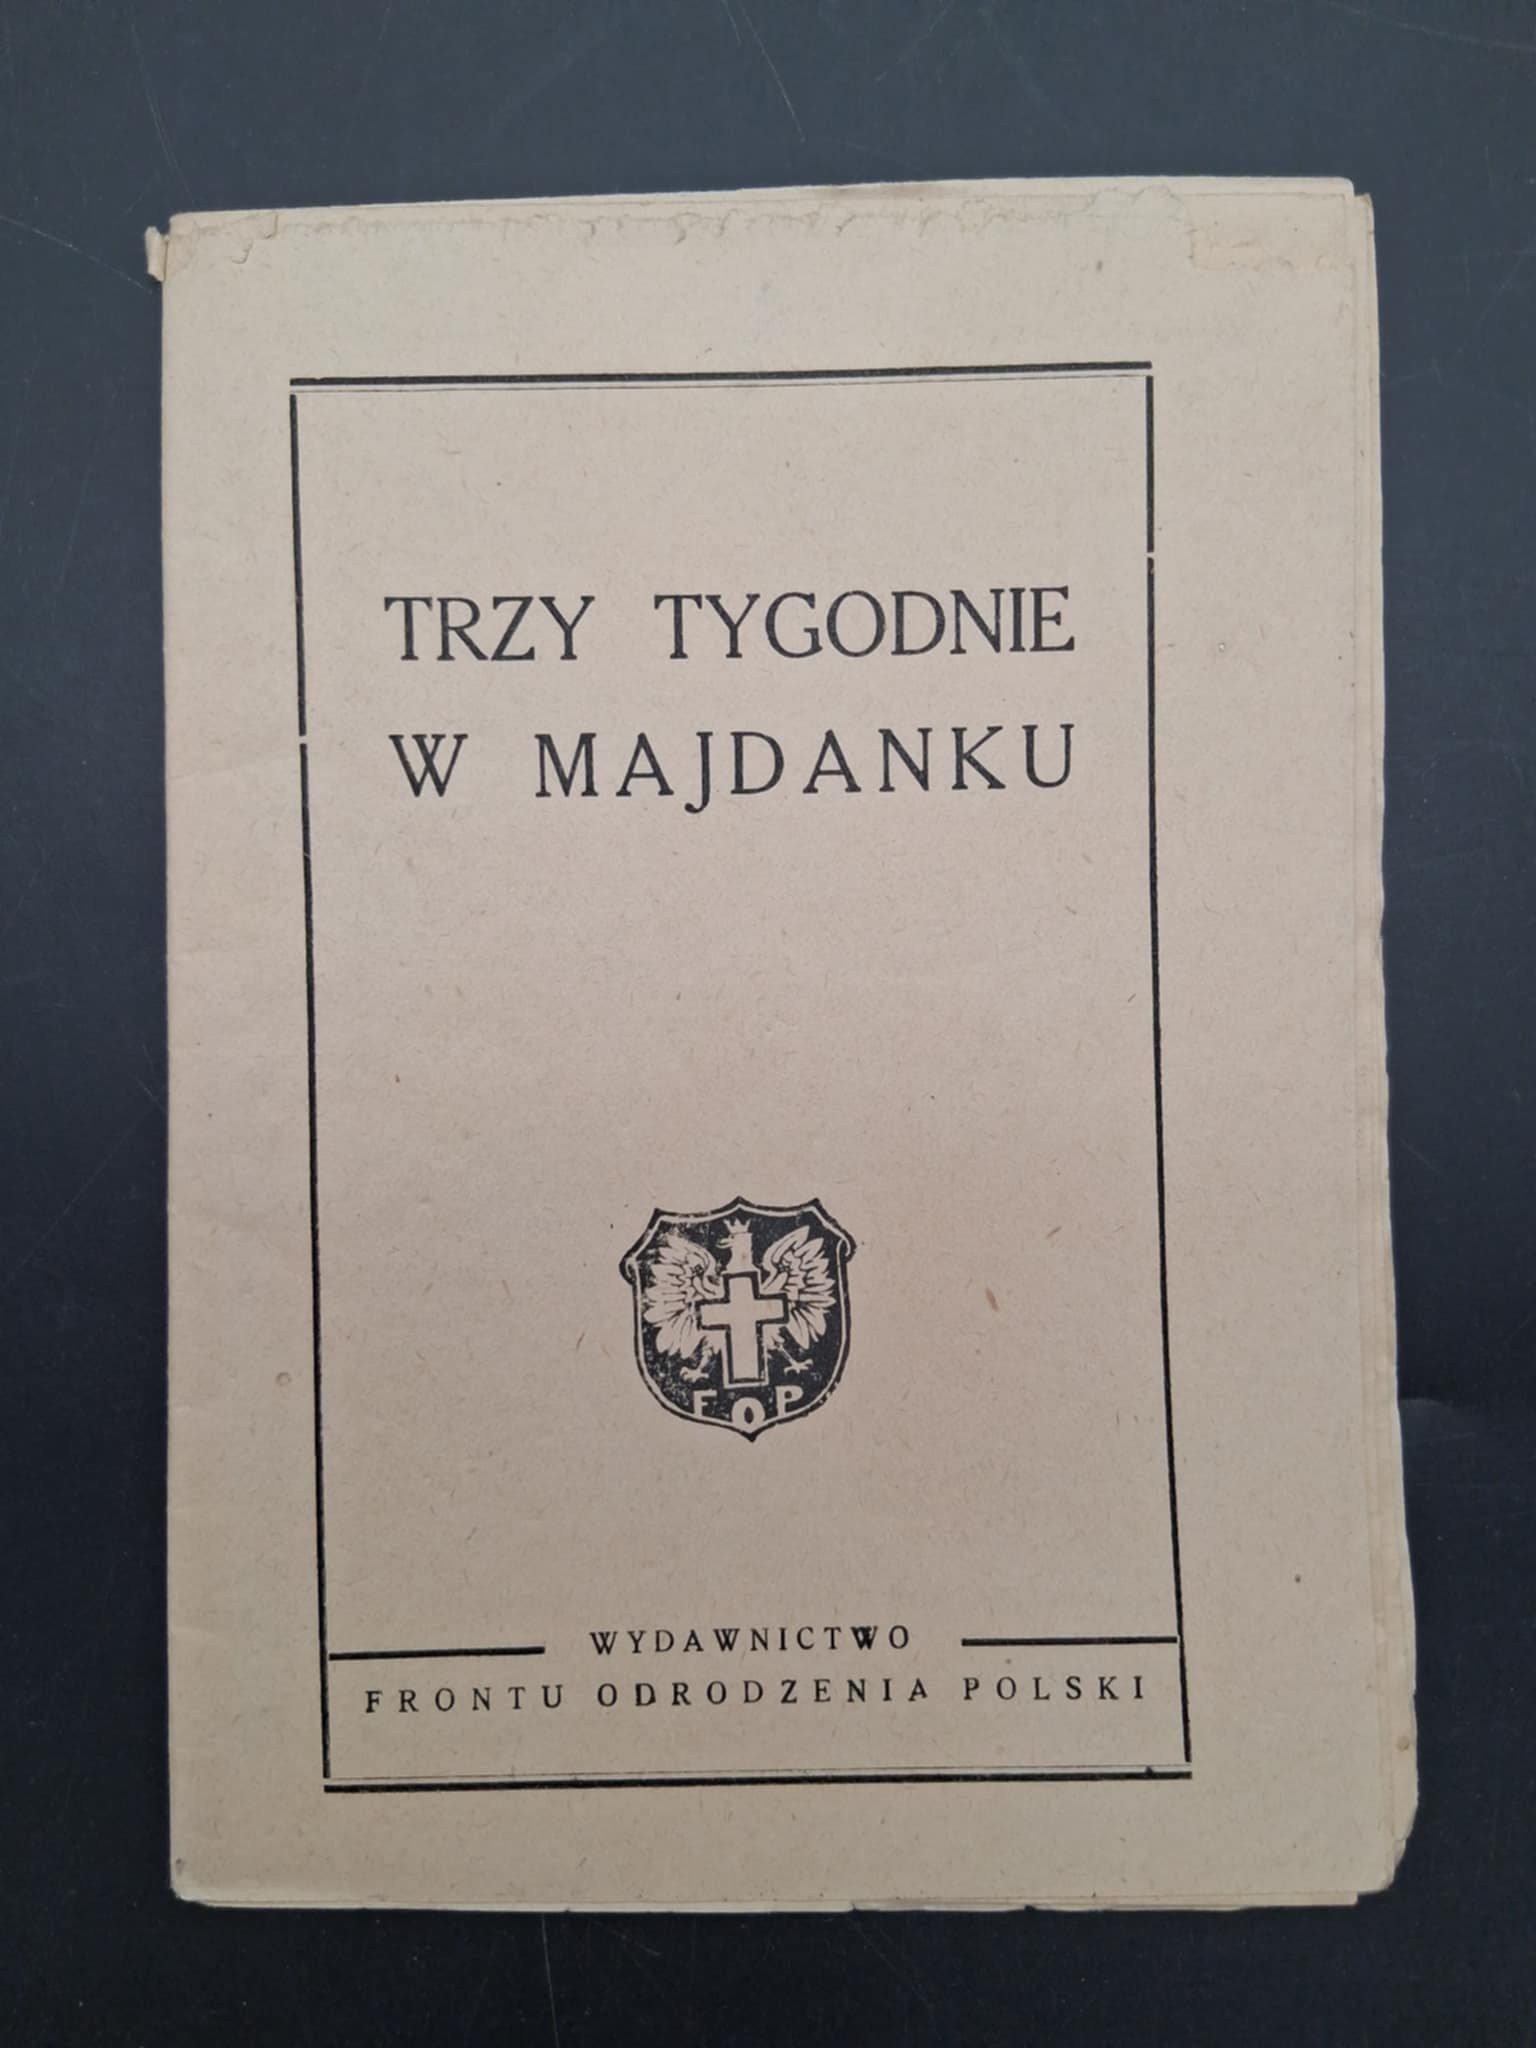 TRZY TYGODNIE
W MAJDANKU
FOP
WYDAWNICTWO
FRONTU ODRODZENIA POLSKI